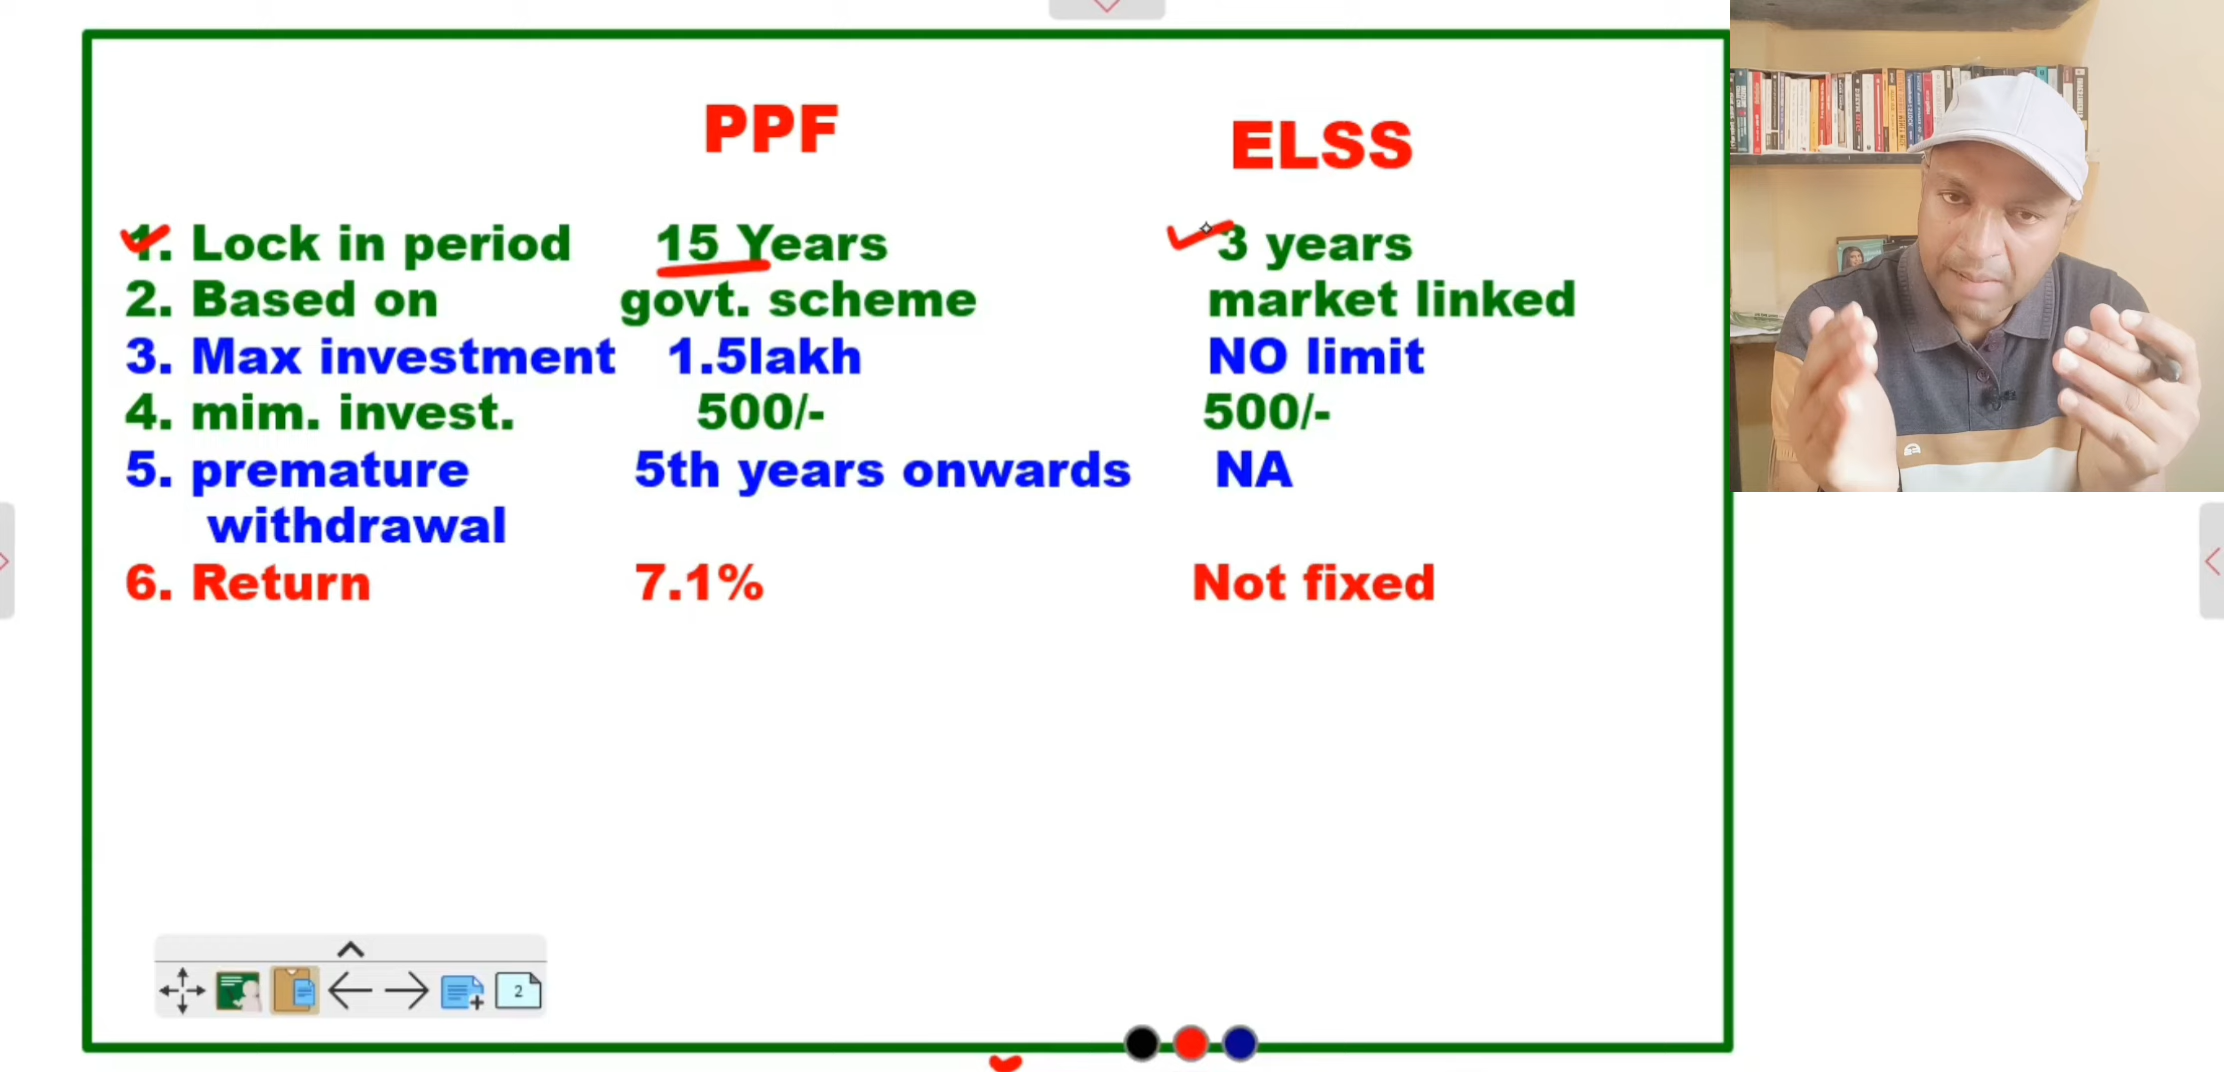 PPF ELSS
1. Lock in period 15 Years 3 years
2. Based on govt. scheme market linked
3. Max investment 1.5lakh NO limit
4. mim. invest. 500/- 500/-
5. premature 5th years onwards NA
withdrawal
6. Return 7.1% Not fixed
2